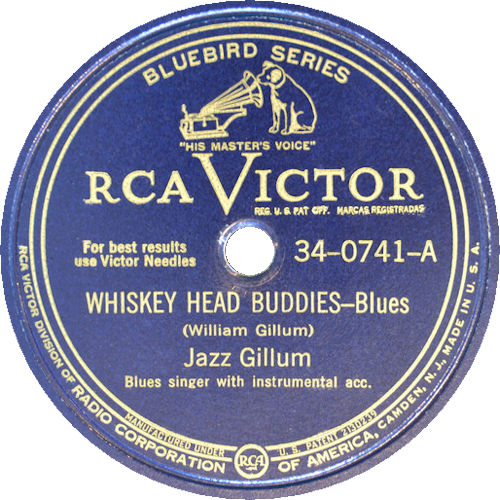 BLUEBIRD SERIES
"HIS MASTER'S VOICE"
RCA VICTOR
REG. U. S. PAT OFF. MARCAS REGISTRADAS
For best results
use Victor Needles
34-0741-A
WHISKEY HEAD BUDDIES–Blues
(William Gillum)
Jazz Gillum
Blues singer with instrumental acc.
MANUFACTURED UNDER U. S. PATENT 2130239
RCA
RCA VICTOR DIVISION OF RADIO CORPORATION OF AMERICA, CAMDEN, N. J., MADE IN U. S. A.